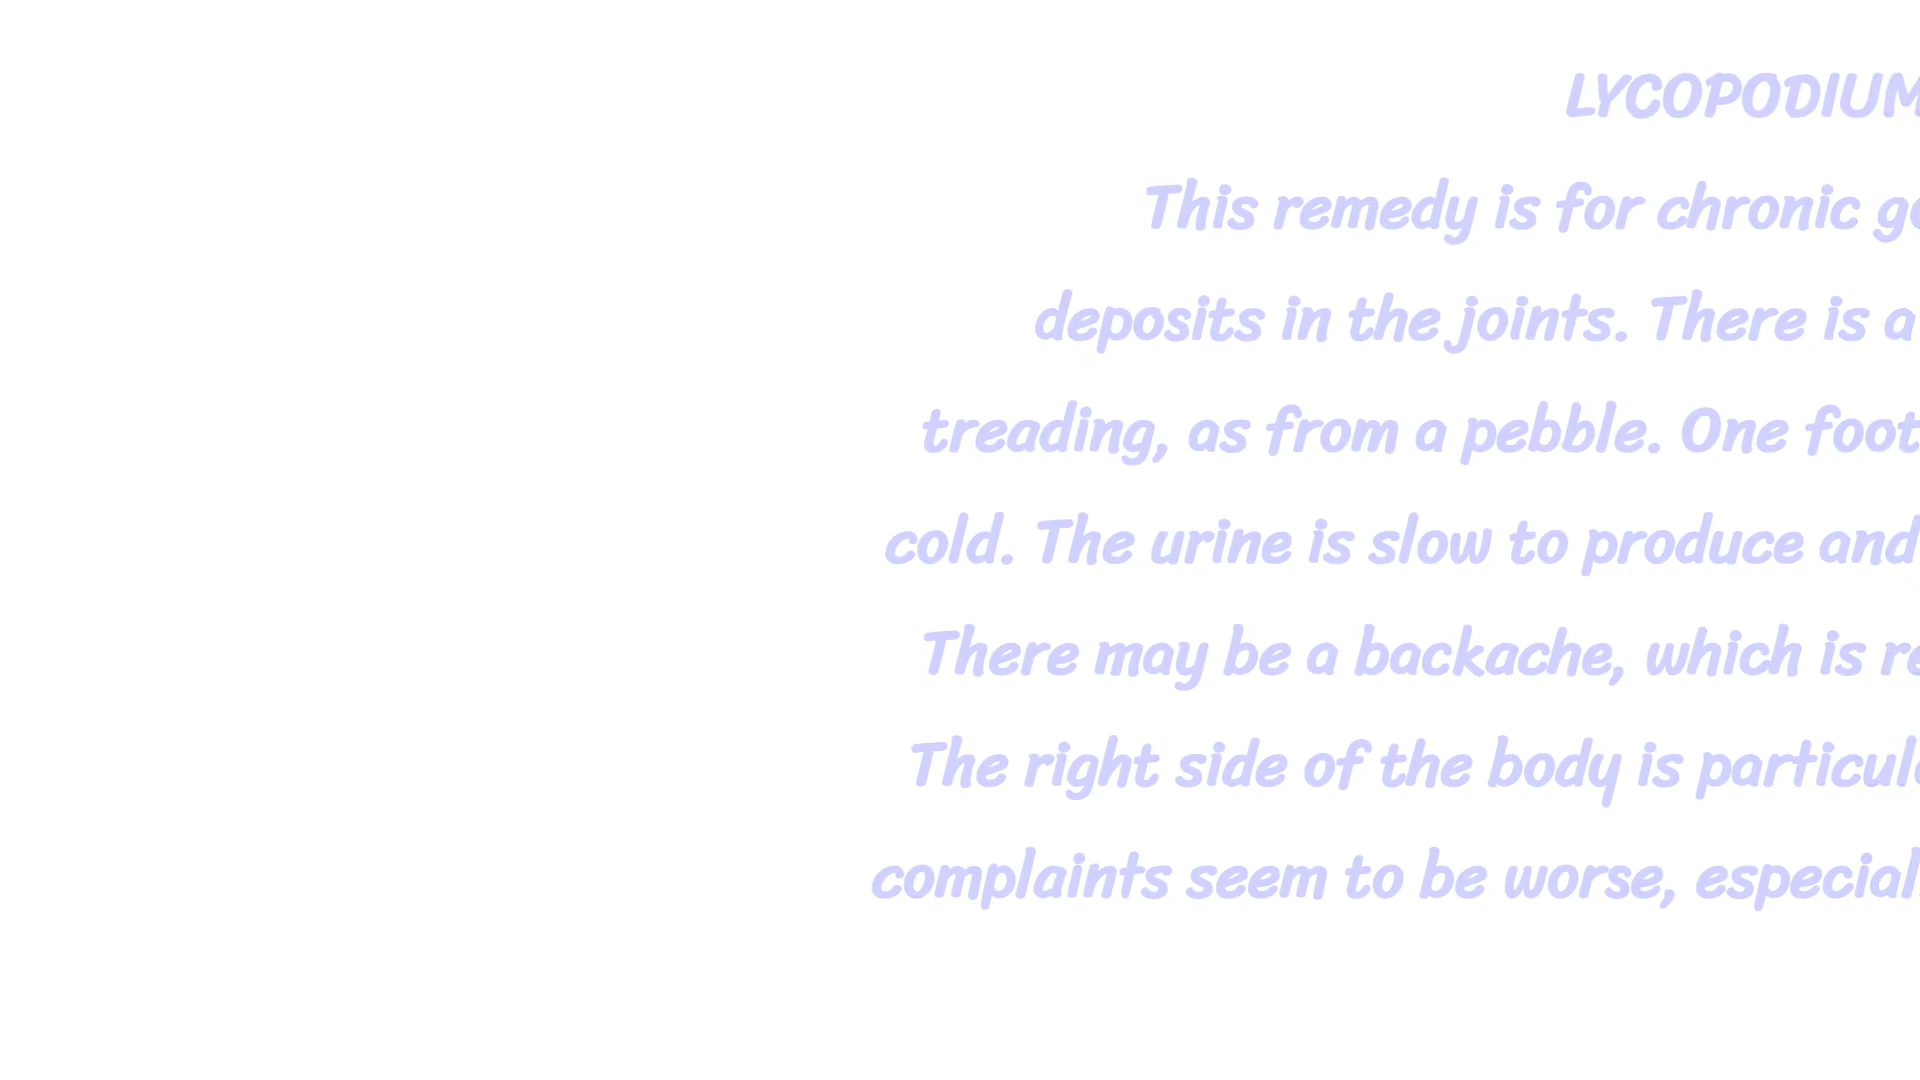 LYCOPODIUM
This remedy is for chronic
deposits in the joints. There is a
treading, as from a pebble. One foot
cold. The urine is slow to produce and
There may be a backache, which is
The right side of the body is
complaints seem to be worse,